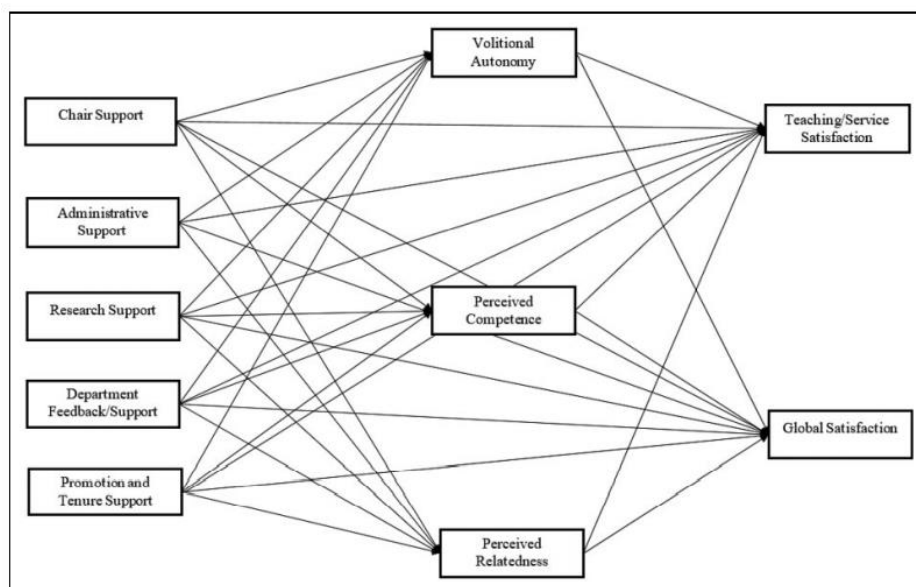 Volitional
Autonomy
Chair Support
Teaching/Service
Satisfaction
Administrative
Support
Research Support
Perceived
Competence
Department
Feedback/Support
Global Satisfaction
Promotion and
Tenure Support
Perceived
Relatedness